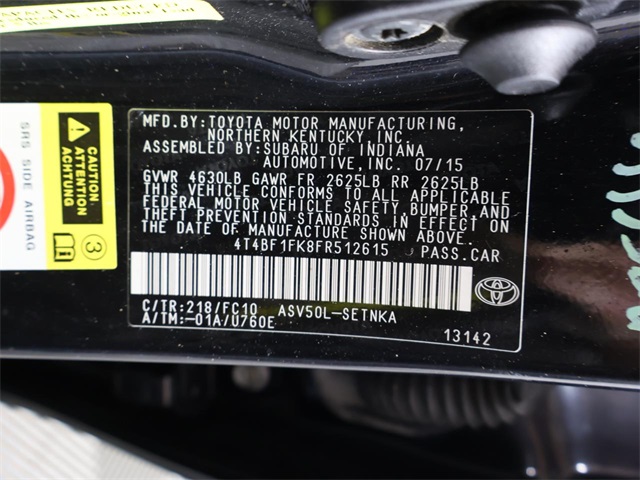 MFD.BY:TOYOTA MOTOR MANUFACTURING,
NORTHERN KENTUCKY, INC.
ASSEMBLED BY:SUBARU OF INDIANA
AUTOMOTIVE,INC. 07/15
GVWR 4630LB GAWR FR 2625LB RR 2625LB
THIS VEHICLE CONFORMS TO ALL APPLICABLE
FEDERAL MOTOR VEHICLE SAFETY,BUMPER,AND
THEFT PREVENTION STANDARDS IN EFFECT ON
THE DATE OF MANUFACTURE SHOWN ABOVE.
4T4BF1FK8FR512615 PASS.CAR
C/TR:218/FC10 ASV50L-SETNKA
A/TM:-01A/U760E
13142
TOYOTA
CAUTION
ATTENTION
CUIDADO
3
SRS SIDE AIRBAG